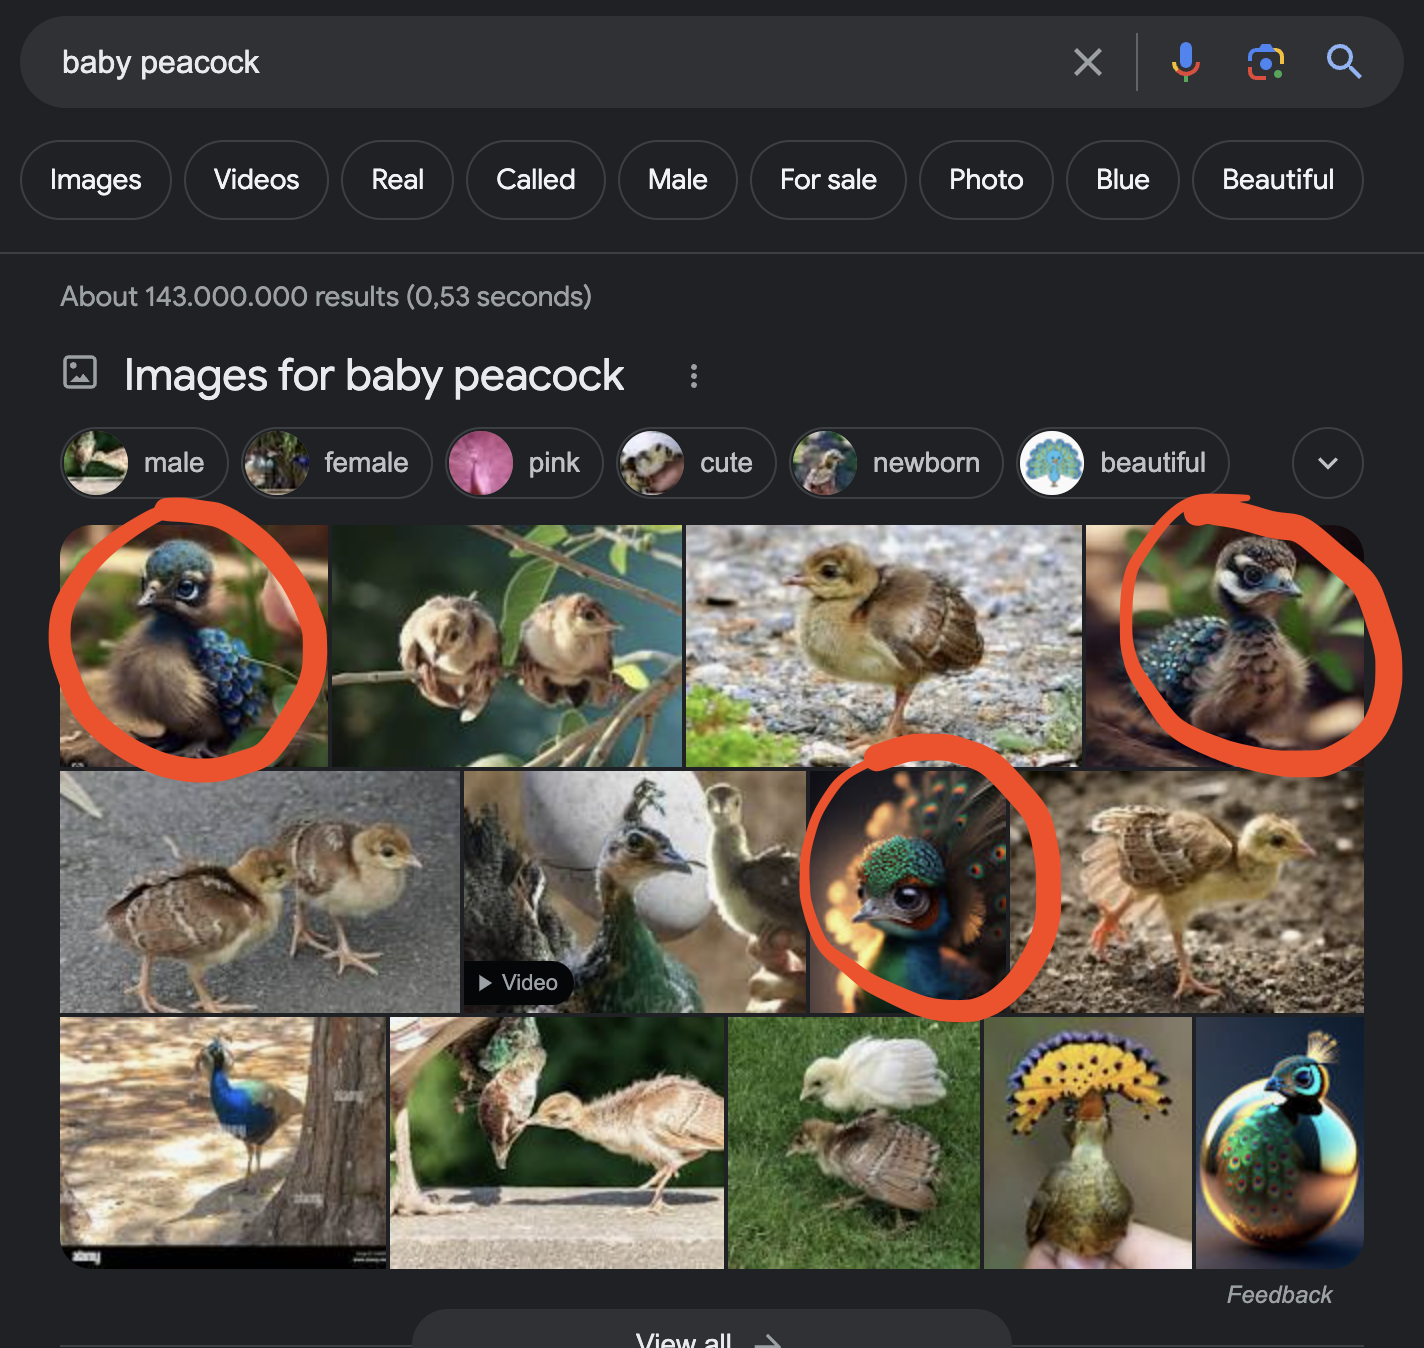 baby peacock
Images Videos Real Called Male For sale Photo Blue Beautiful
About 143.000.000 results (0,53 seconds)
Images for baby peacock
male female pink cute newborn beautiful
Video
alamy
Feedback
View all